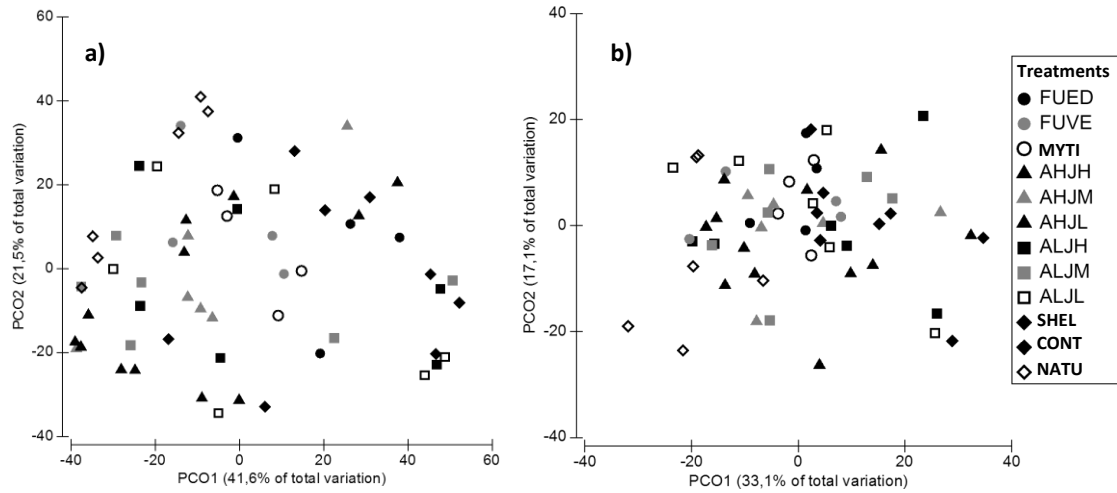 a)
60
40
20
0
-20
-40
PCO2 (21,5% of total variation)
-40
-20
0
20
40
60
PCO1 (41,6% of total variation)
b)
40
20
0
-20
-40
PCO2 (17,1% of total variation)
-40
-20
0
20
40
PCO1 (33,1% of total variation)
Treatments
FUED
FUVE
MYTI
AHJH
AHJM
AHJL
ALJH
ALJM
ALJL
SHEL
CONT
NATU